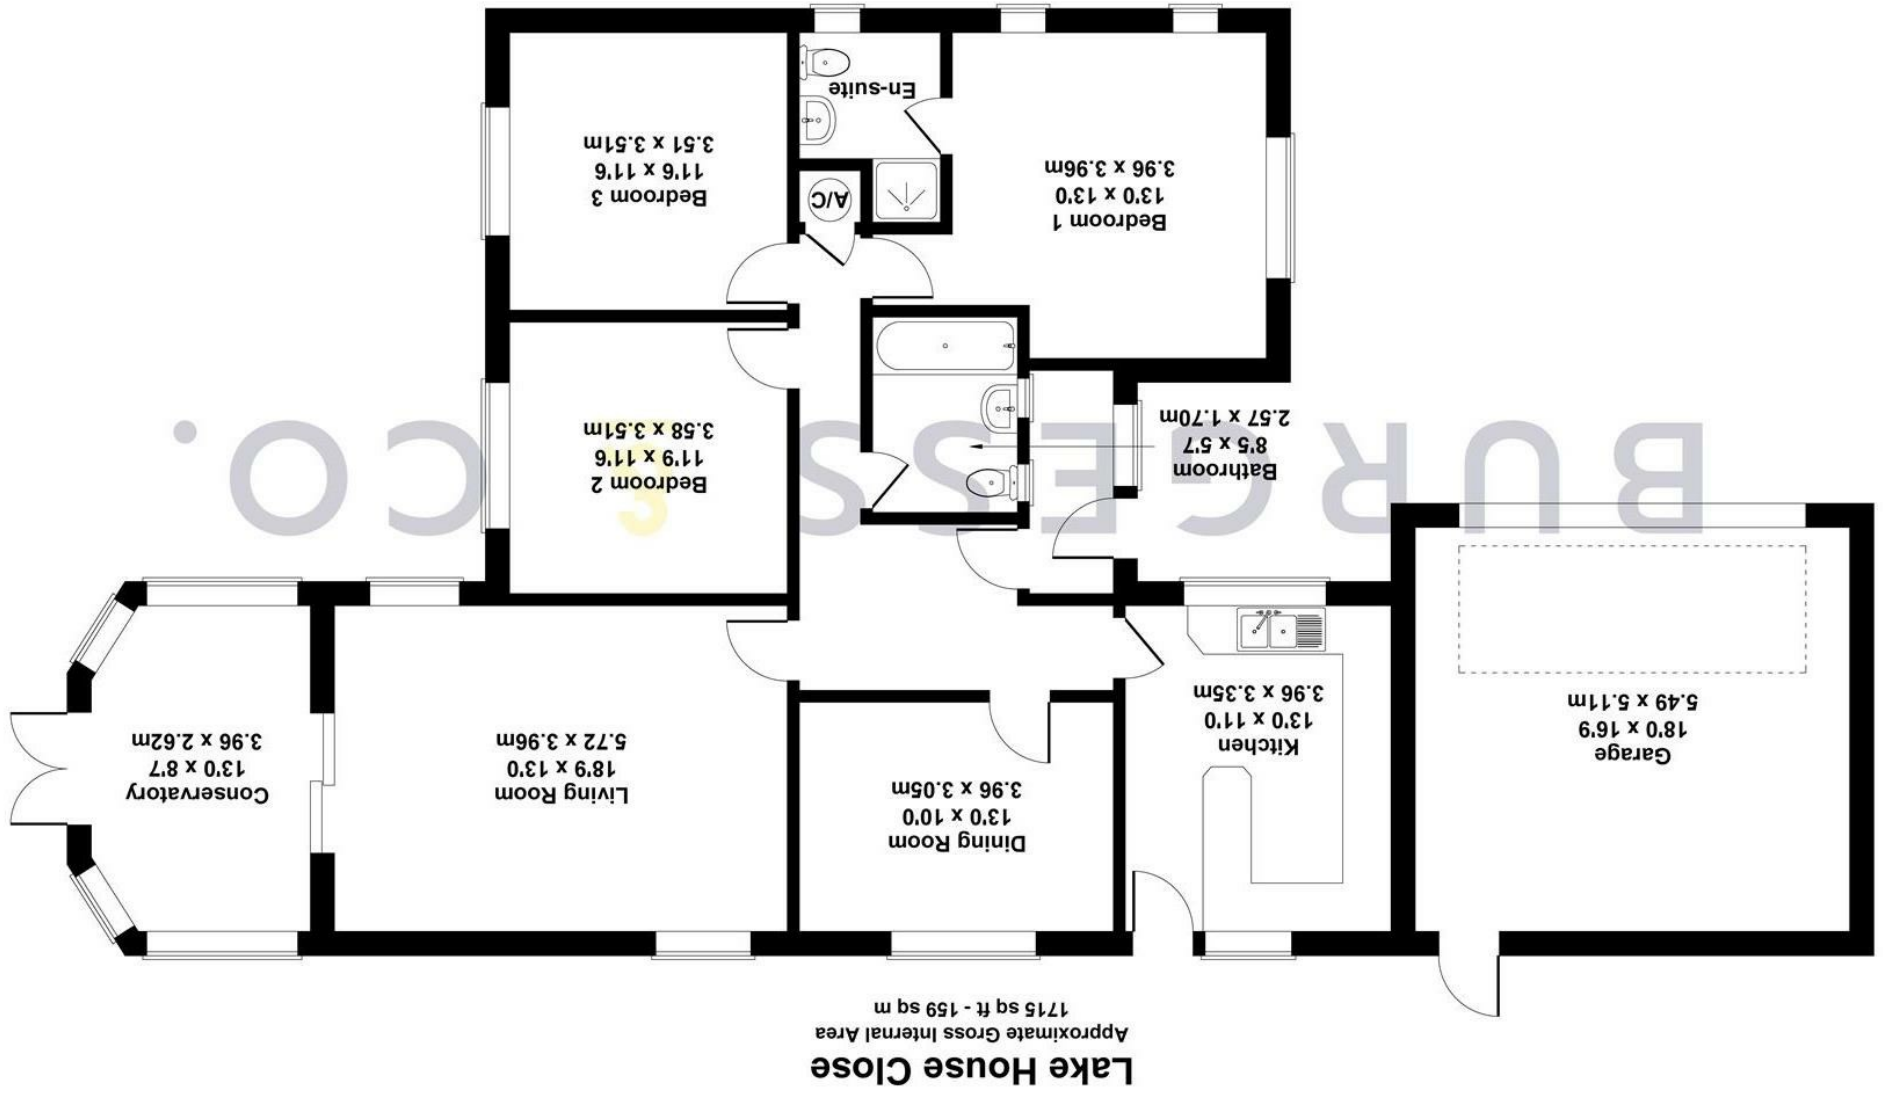 Lake House Close
Approximate Gross Internal Area
1715 sq ft - 159 sq m
Garage
18'0 x 16'9
5.49 x 5.11m
Kitchen
13'0 x 11'0
3.96 x 3.35m
Dining Room
13'0 x 10'0
3.96 x 3.05m
Living Room
18'9 x 13'0
5.72 x 3.96m
Conservatory
13'0 x 8'7
3.96 x 2.62m
BURGESS & CO.
Bathroom
8'5 x 5'7
2.57 x 1.70m
Bedroom 2
11'9 x 11'6
3.58 x 3.51m
Bedroom 1
13'0 x 13'0
3.96 x 3.96m
A/C
Bedroom 3
11'6 x 11'6
3.51 x 3.51m
En-suite